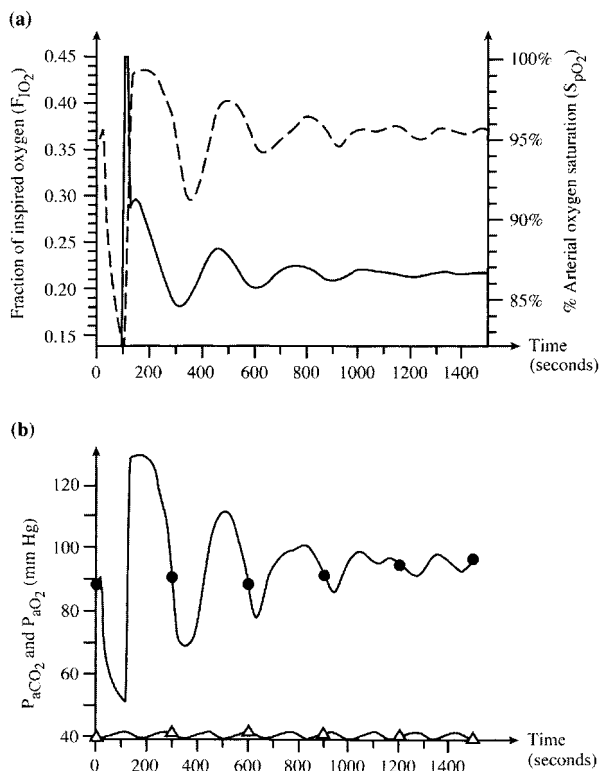 (a)
Fraction of inspired oxygen (FIO2)
0.45
0.40
0.35
0.30
0.25
0.20
0.15
100%
95%
90%
85%
% Arterial oxygen saturation (SpO2)
0 200 400 600 800 1000 1200 1400
Time
(seconds)
(b)
PaCO2 and PaO2 (mm Hg)
120
100
80
60
40
0 200 400 600 800 1000 1200 1400
Time
(seconds)